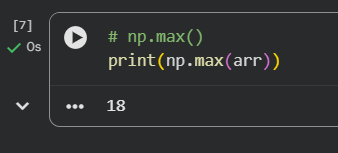 [7]
0s
# np.max()
print(np.max(arr))
18